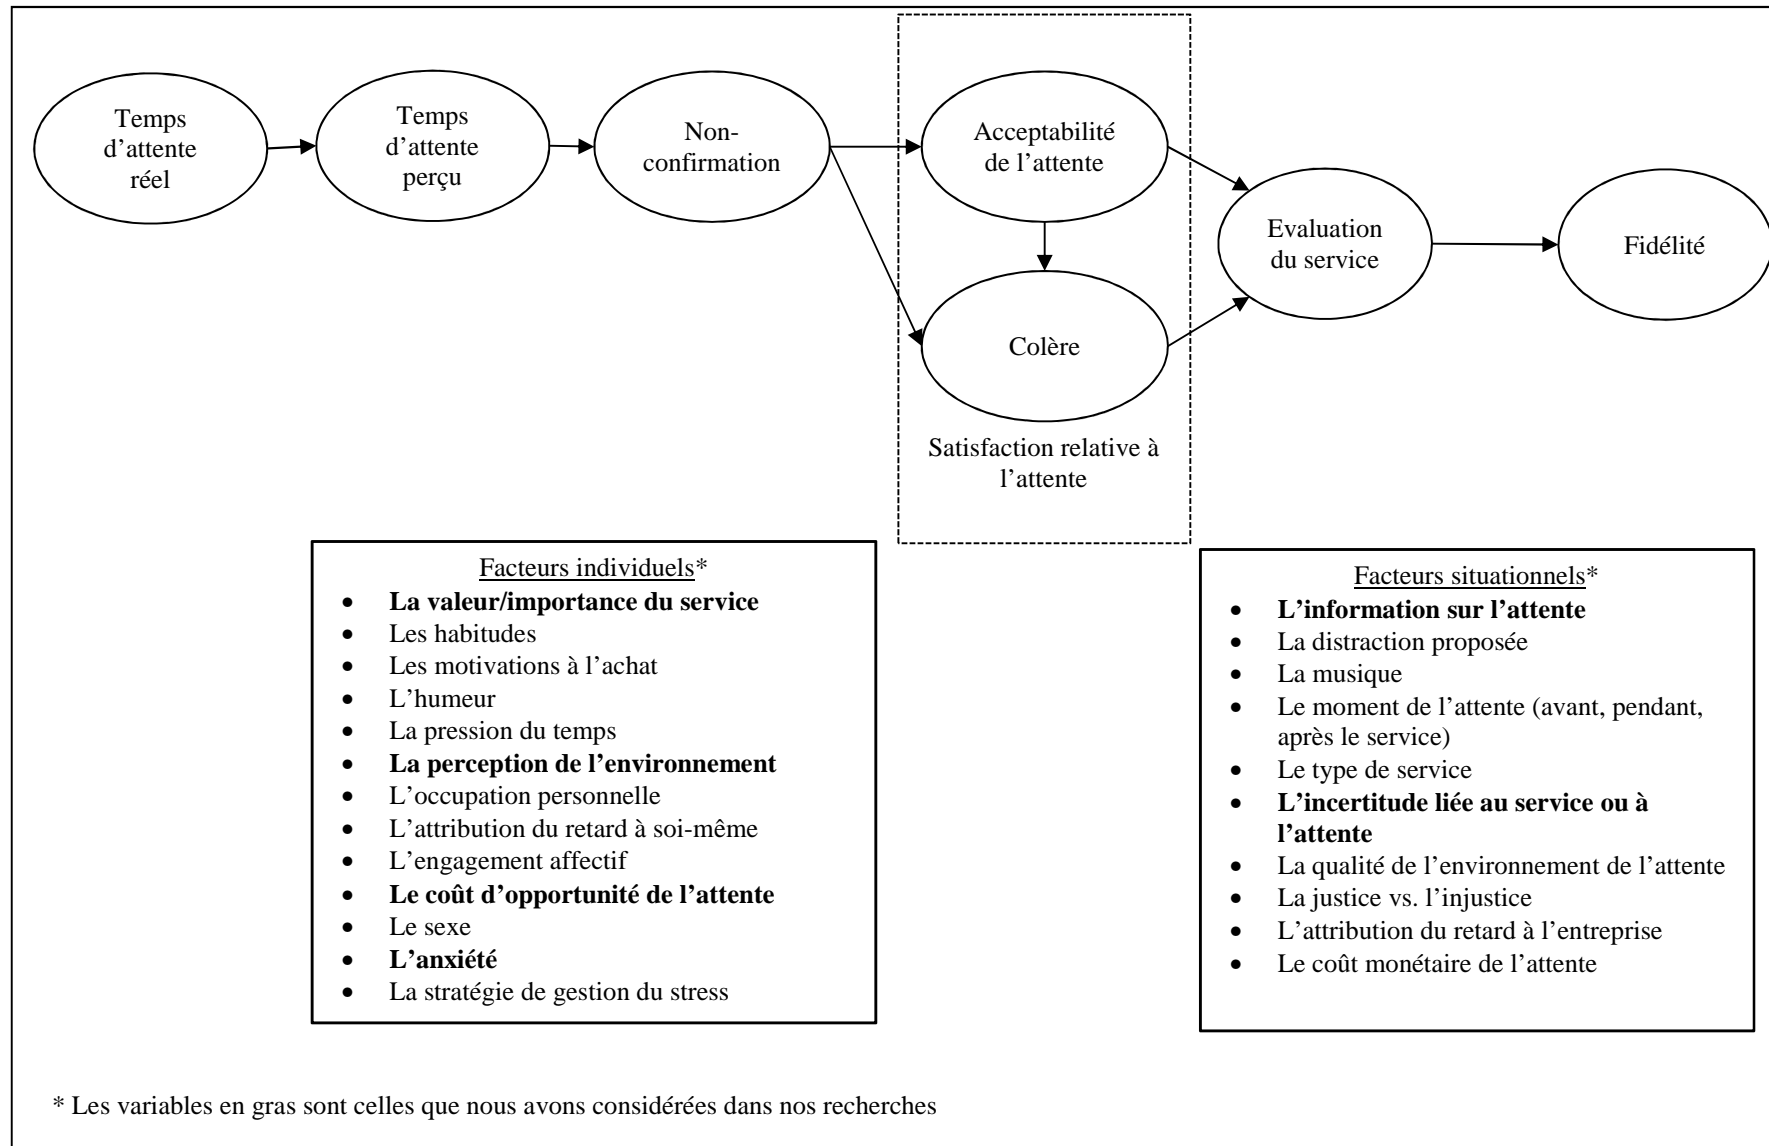 Temps
d’attente
réel
Temps
d’attente
perçu
Non-
confirmation
Acceptabilité
de l’attente
Colère
Satisfaction relative à
l’attente
Evaluation
du service
Fidélité
Facteurs individuels*
• La valeur/importance du service
• Les habitudes
• Les motivations à l’achat
• L’humeur
• La pression du temps
• La perception de l’environnement
• L’occupation personnelle
• L’attribution du retard à soi-même
• L’engagement affectif
• Le coût d’opportunité de l’attente
• Le sexe
• L’anxiété
• La stratégie de gestion du stress
Facteurs situationnels*
• L’information sur l’attente
• La distraction proposée
• La musique
• Le moment de l’attente (avant, pendant,
après le service)
• Le type de service
• L’incertitude liée au service ou à
l’attente
• La qualité de l’environnement de l’attente
• La justice vs. l’injustice
• L’attribution du retard à l’entreprise
• Le coût monétaire de l’attente
* Les variables en gras sont celles que nous avons considérées dans nos recherches